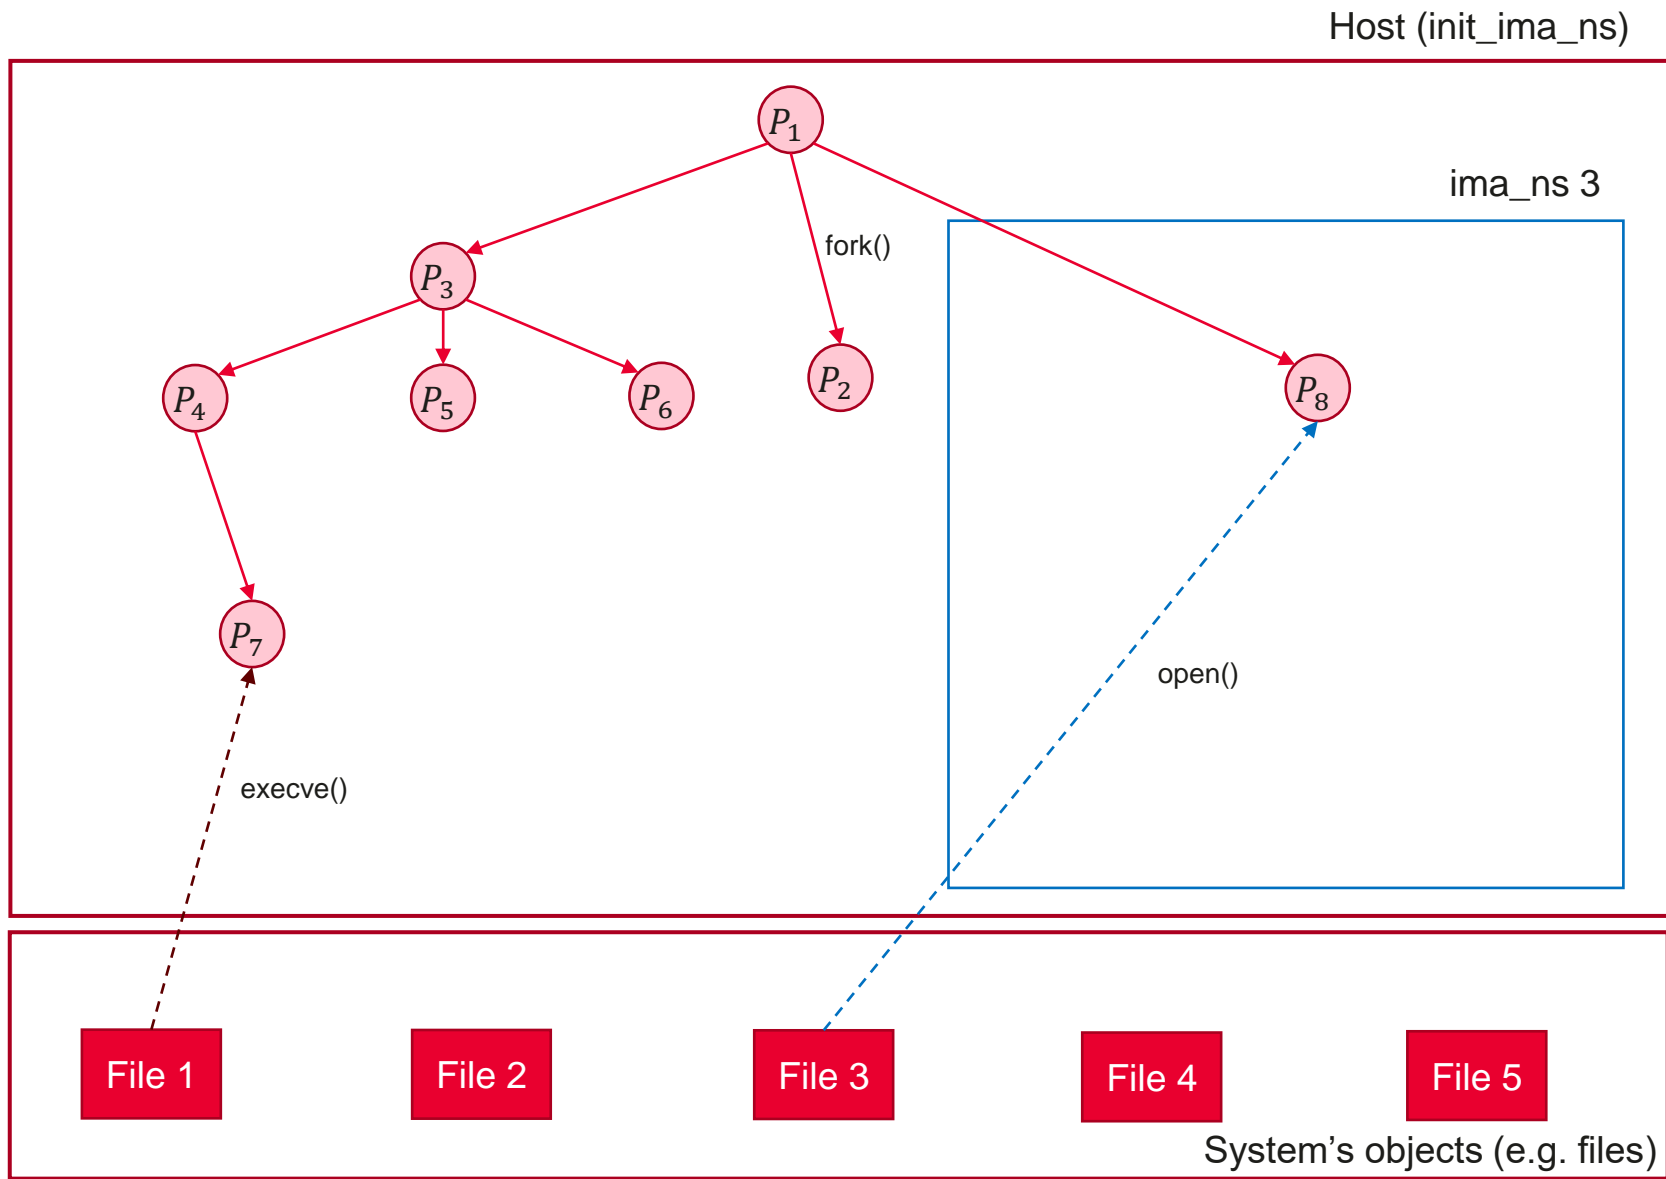 Host (init_ima_ns)
P₁
ima_ns 3
fork()
P₃
P₂
P₈
P₄
P₅
P₆
P₇
open()
execve()
File 1
File 2
File 3
File 4
File 5
System's objects (e.g. files)